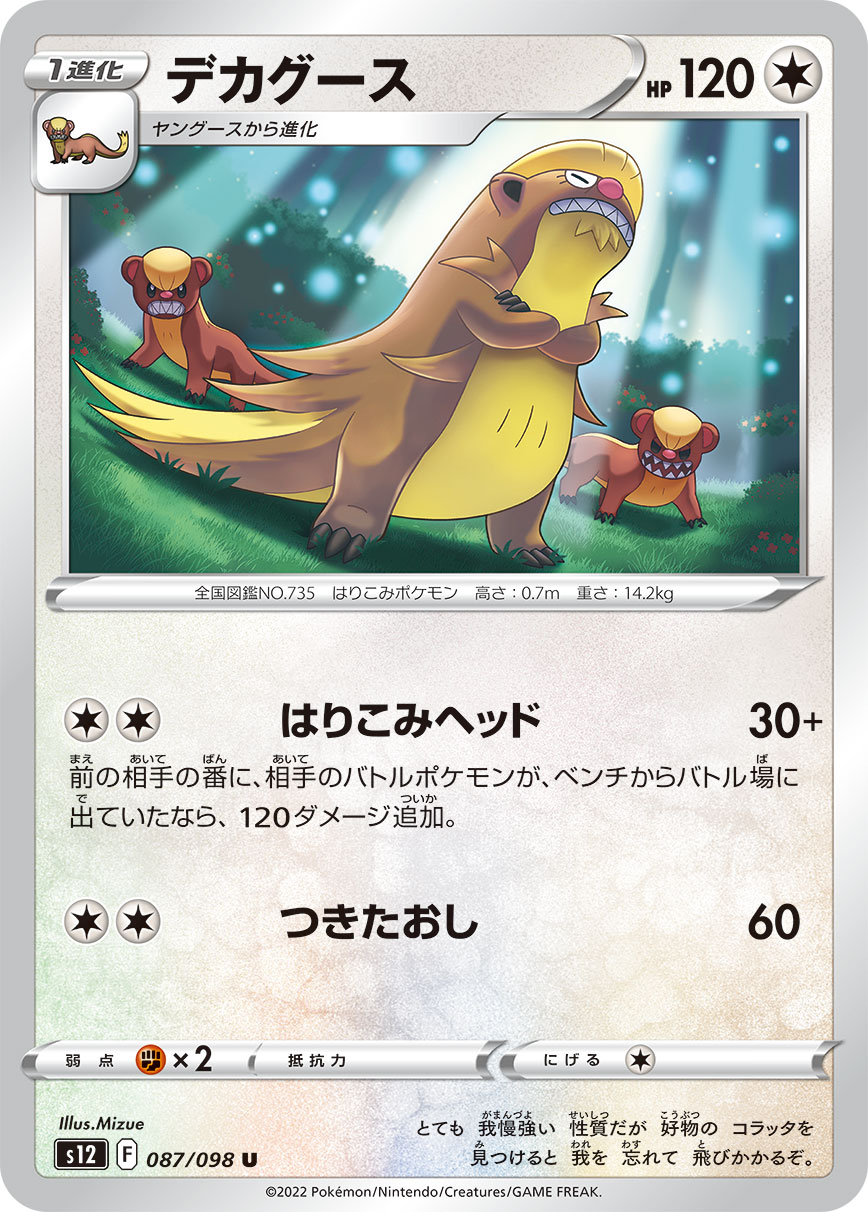 1進化
デカグース
HP 120
ヤングースから進化
全国図鑑NO.735 はりこみポケモン 高さ：0.7m 重さ：14.2kg
はりこみヘッド 30+
前の相手の番に、相手のバトルポケモンが、ベンチからバトル場に
出ていたなら、120ダメージ追加。
つきたおし 60
弱点 ×2 抵抗力 にげる
Illus.Mizue
とても 我慢強い 性質だが 好物の コラッタを
見つけると 我を 忘れて 飛びかかるぞ。
s12 F 087/098 U
©2022 Pokémon/Nintendo/Creatures/GAME FREAK.